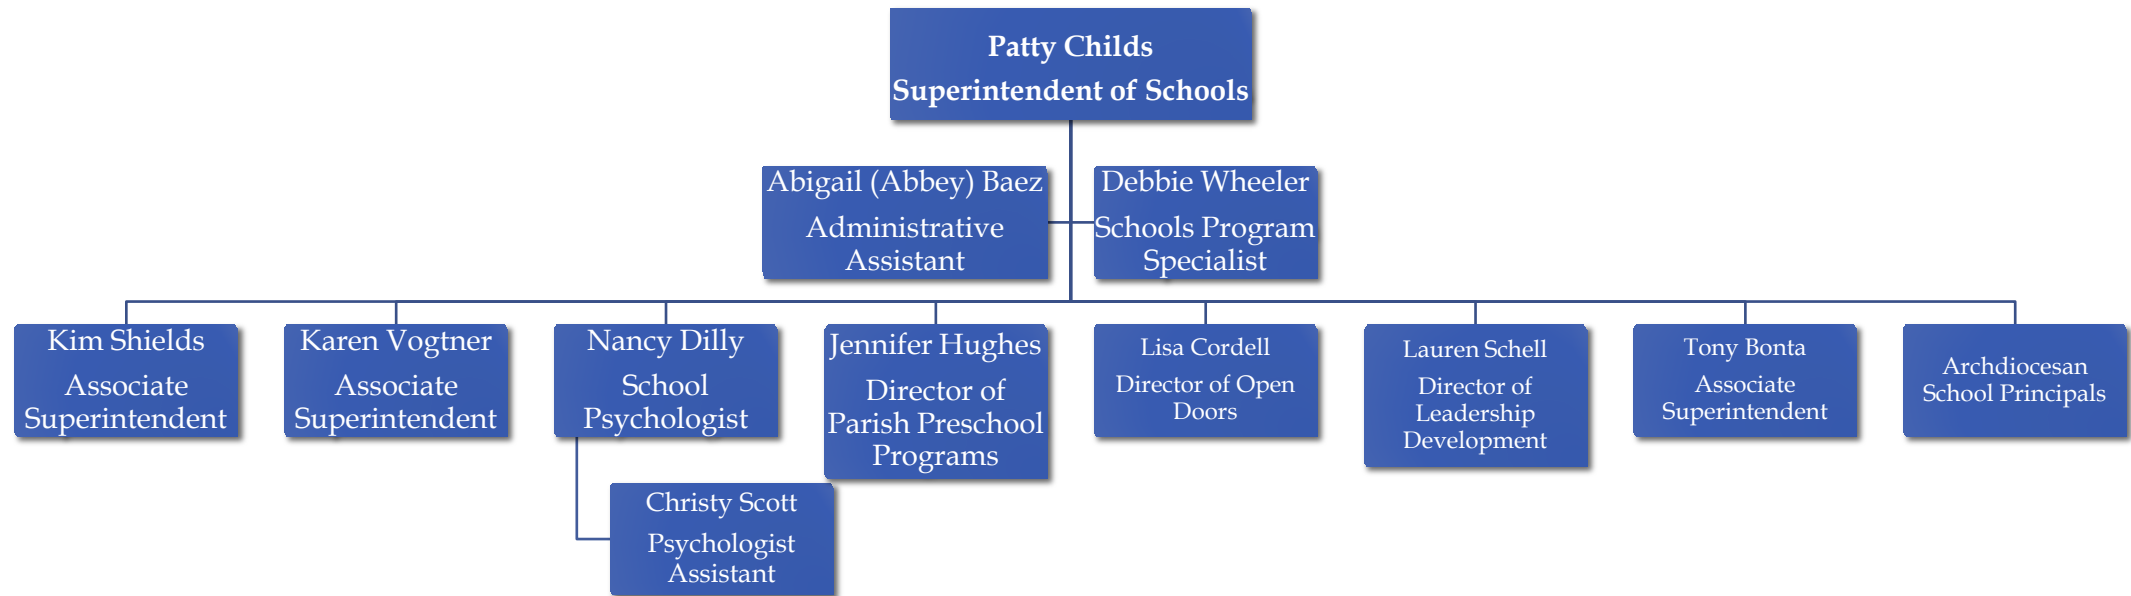 Patty Childs
Superintendent of Schools
Abigail (Abbey) Baez
Administrative
Assistant
Debbie Wheeler
Schools Program
Specialist
Kim Shields
Associate
Superintendent
Karen Vogtner
Associate
Superintendent
Nancy Dilly
School
Psychologist
Jennifer Hughes
Director of
Parish Preschool
Programs
Lisa Cordell
Director of Open
Doors
Lauren Schell
Director of
Leadership
Development
Tony Bonta
Associate
Superintendent
Archdiocesan
School Principals
Christy Scott
Psychologist
Assistant